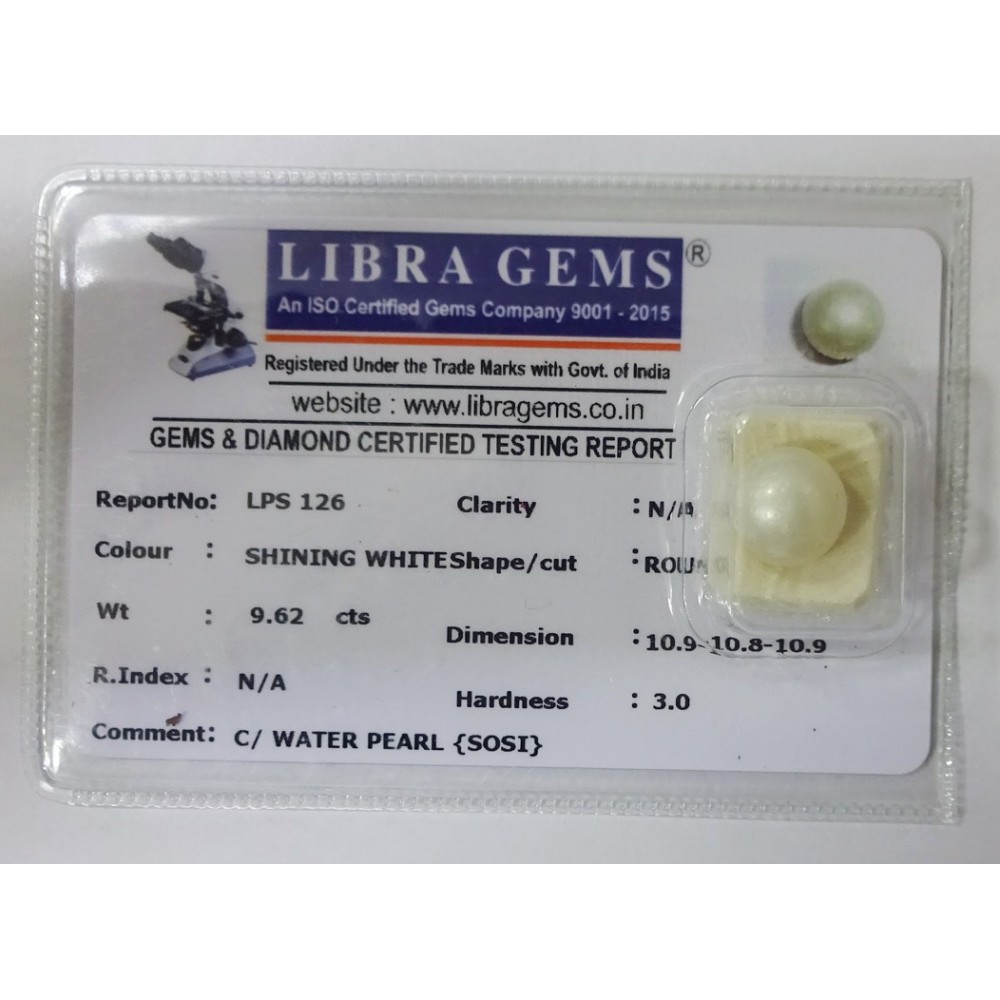 LIBRA GEMS ®
An ISO Certified Gems Company 9001 - 2015
Registered Under the Trade Marks with Govt. of India
website : www.libragems.co.in
GEMS & DIAMOND CERTIFIED TESTING REPORT
ReportNo: LPS 126 Clarity : N/A
Colour : SHINING WHITE Shape/cut :
Wt : 9.62 cts Dimension : 10.9-10.8-10.9
R.Index : N/A Hardness : 3.0
Comment: C/ WATER PEARL {SOSI}